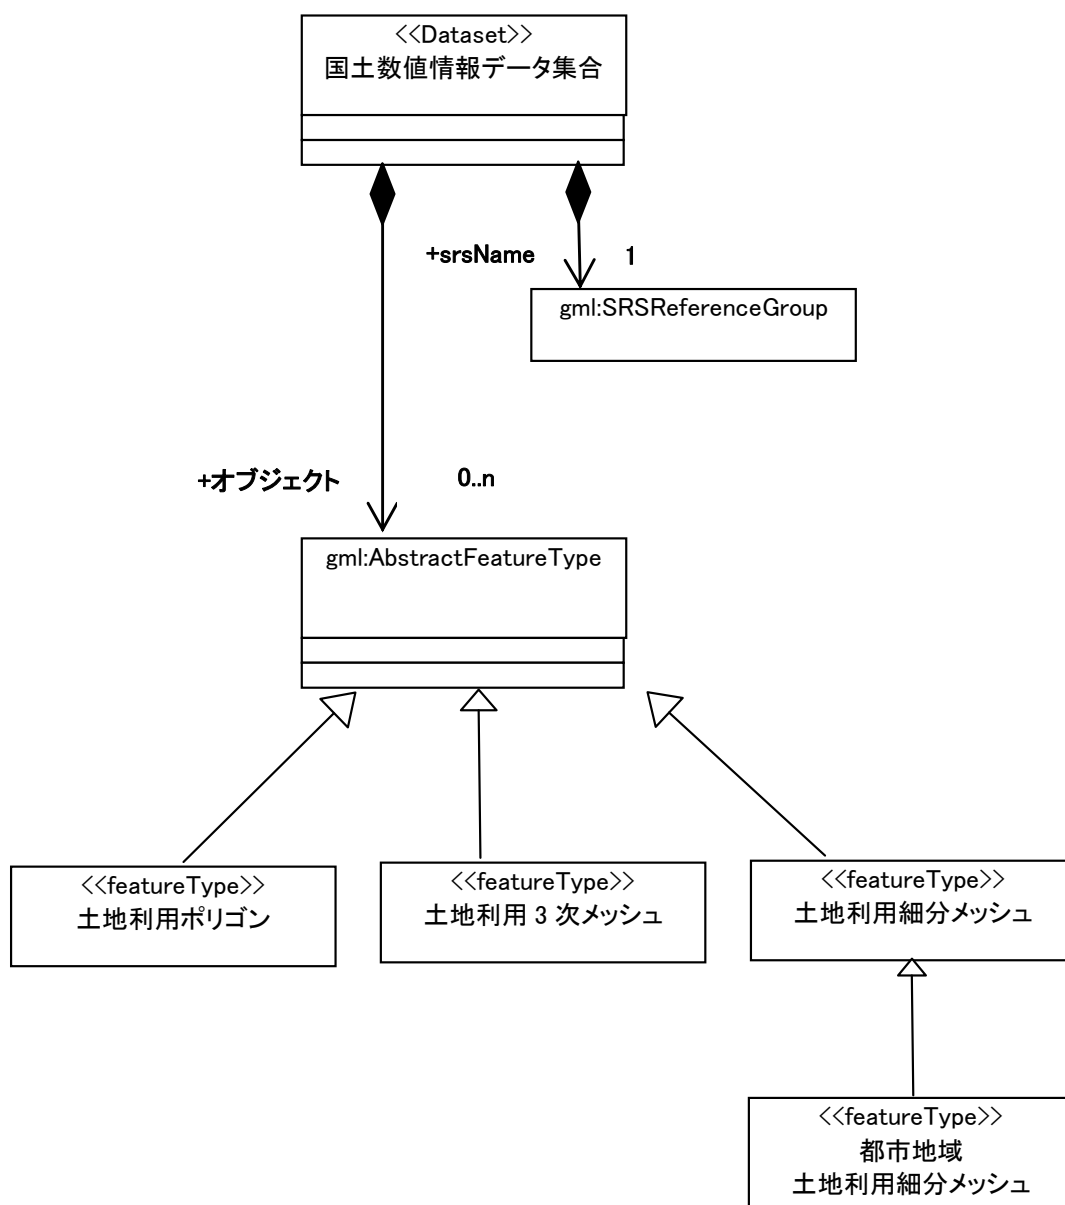 <<Dataset>>
国土数値情報データ集合
+srsName 1
gml:SRSReferenceGroup
+オブジェクト 0..n
gml:AbstractFeatureType
<<featureType>>
土地利用ポリゴン
<<featureType>>
土地利用 3 次メッシュ
<<featureType>>
土地利用細分メッシュ
<<featureType>>
都市地域
土地利用細分メッシュ